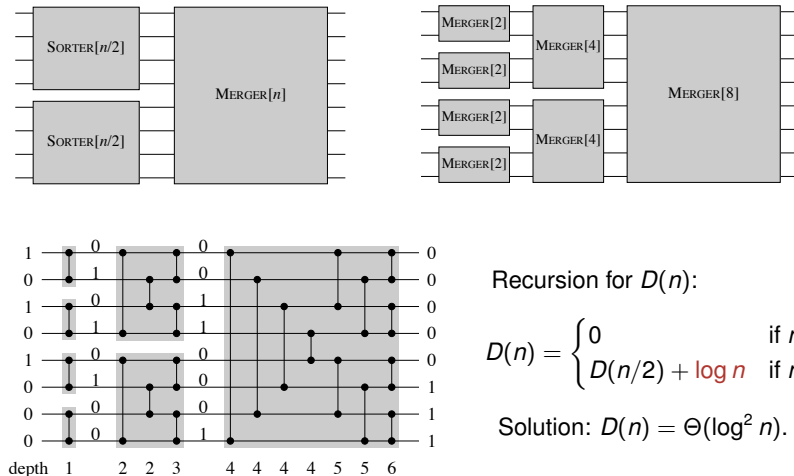 SORTER[n/2]
SORTER[n/2]
MERGER[n]
MERGER[2]
MERGER[2]
MERGER[2]
MERGER[2]
MERGER[4]
MERGER[4]
MERGER[8]
1 0 0 0
0 1 0 0
1 0 1 0
0 1 1 0
1 0 0 0
0 1 0 1
0 0 0 1
0 0 1 1
depth 1 2 2 3 4 4 4 4 5 5 6
Recursion for D(n):
D(n) = {0 if n
D(n/2) + log n if n
Solution: D(n) = Θ(log² n).